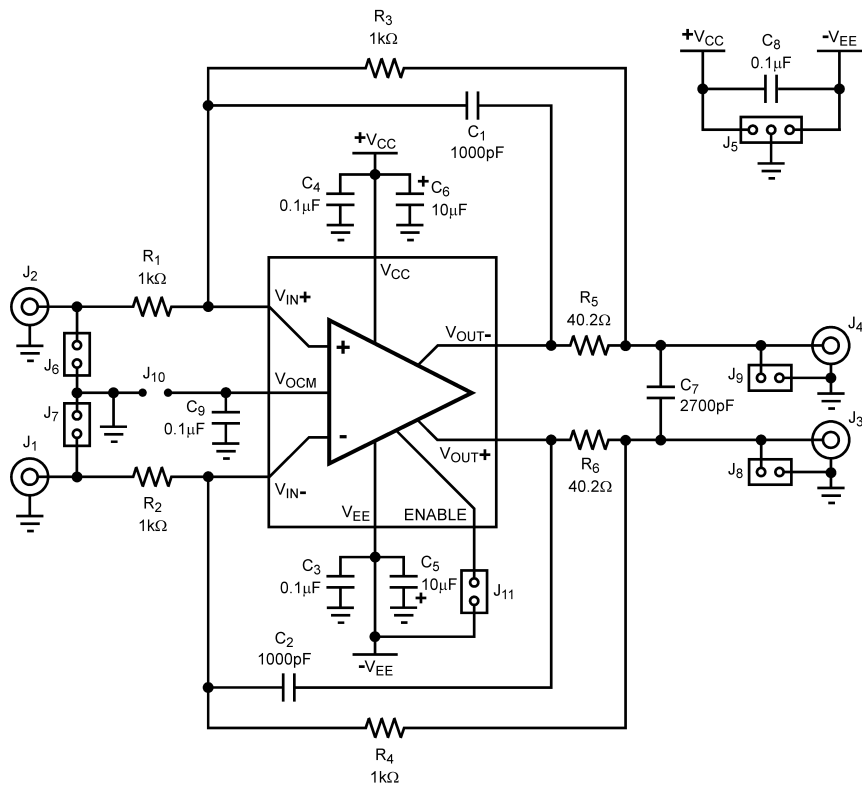 R3
1kΩ
+VCC
C8
0.1μF
-VEE
J5
C1
1000pF
+VCC
C4
0.1μF
+
C6
10μF
R1
1kΩ
J2
VIN+
VCC
R5
40.2Ω
J4
VOUT-
+
J6
J10
VOCM
J9
C7
2700pF
J7
C9
0.1μF
-
J3
J1
VOUT+
R6
40.2Ω
J8
R2
1kΩ
VIN-
VEE
ENABLE
C3
0.1μF
C5
10μF
+
J11
C2
1000pF
-VEE
R4
1kΩ